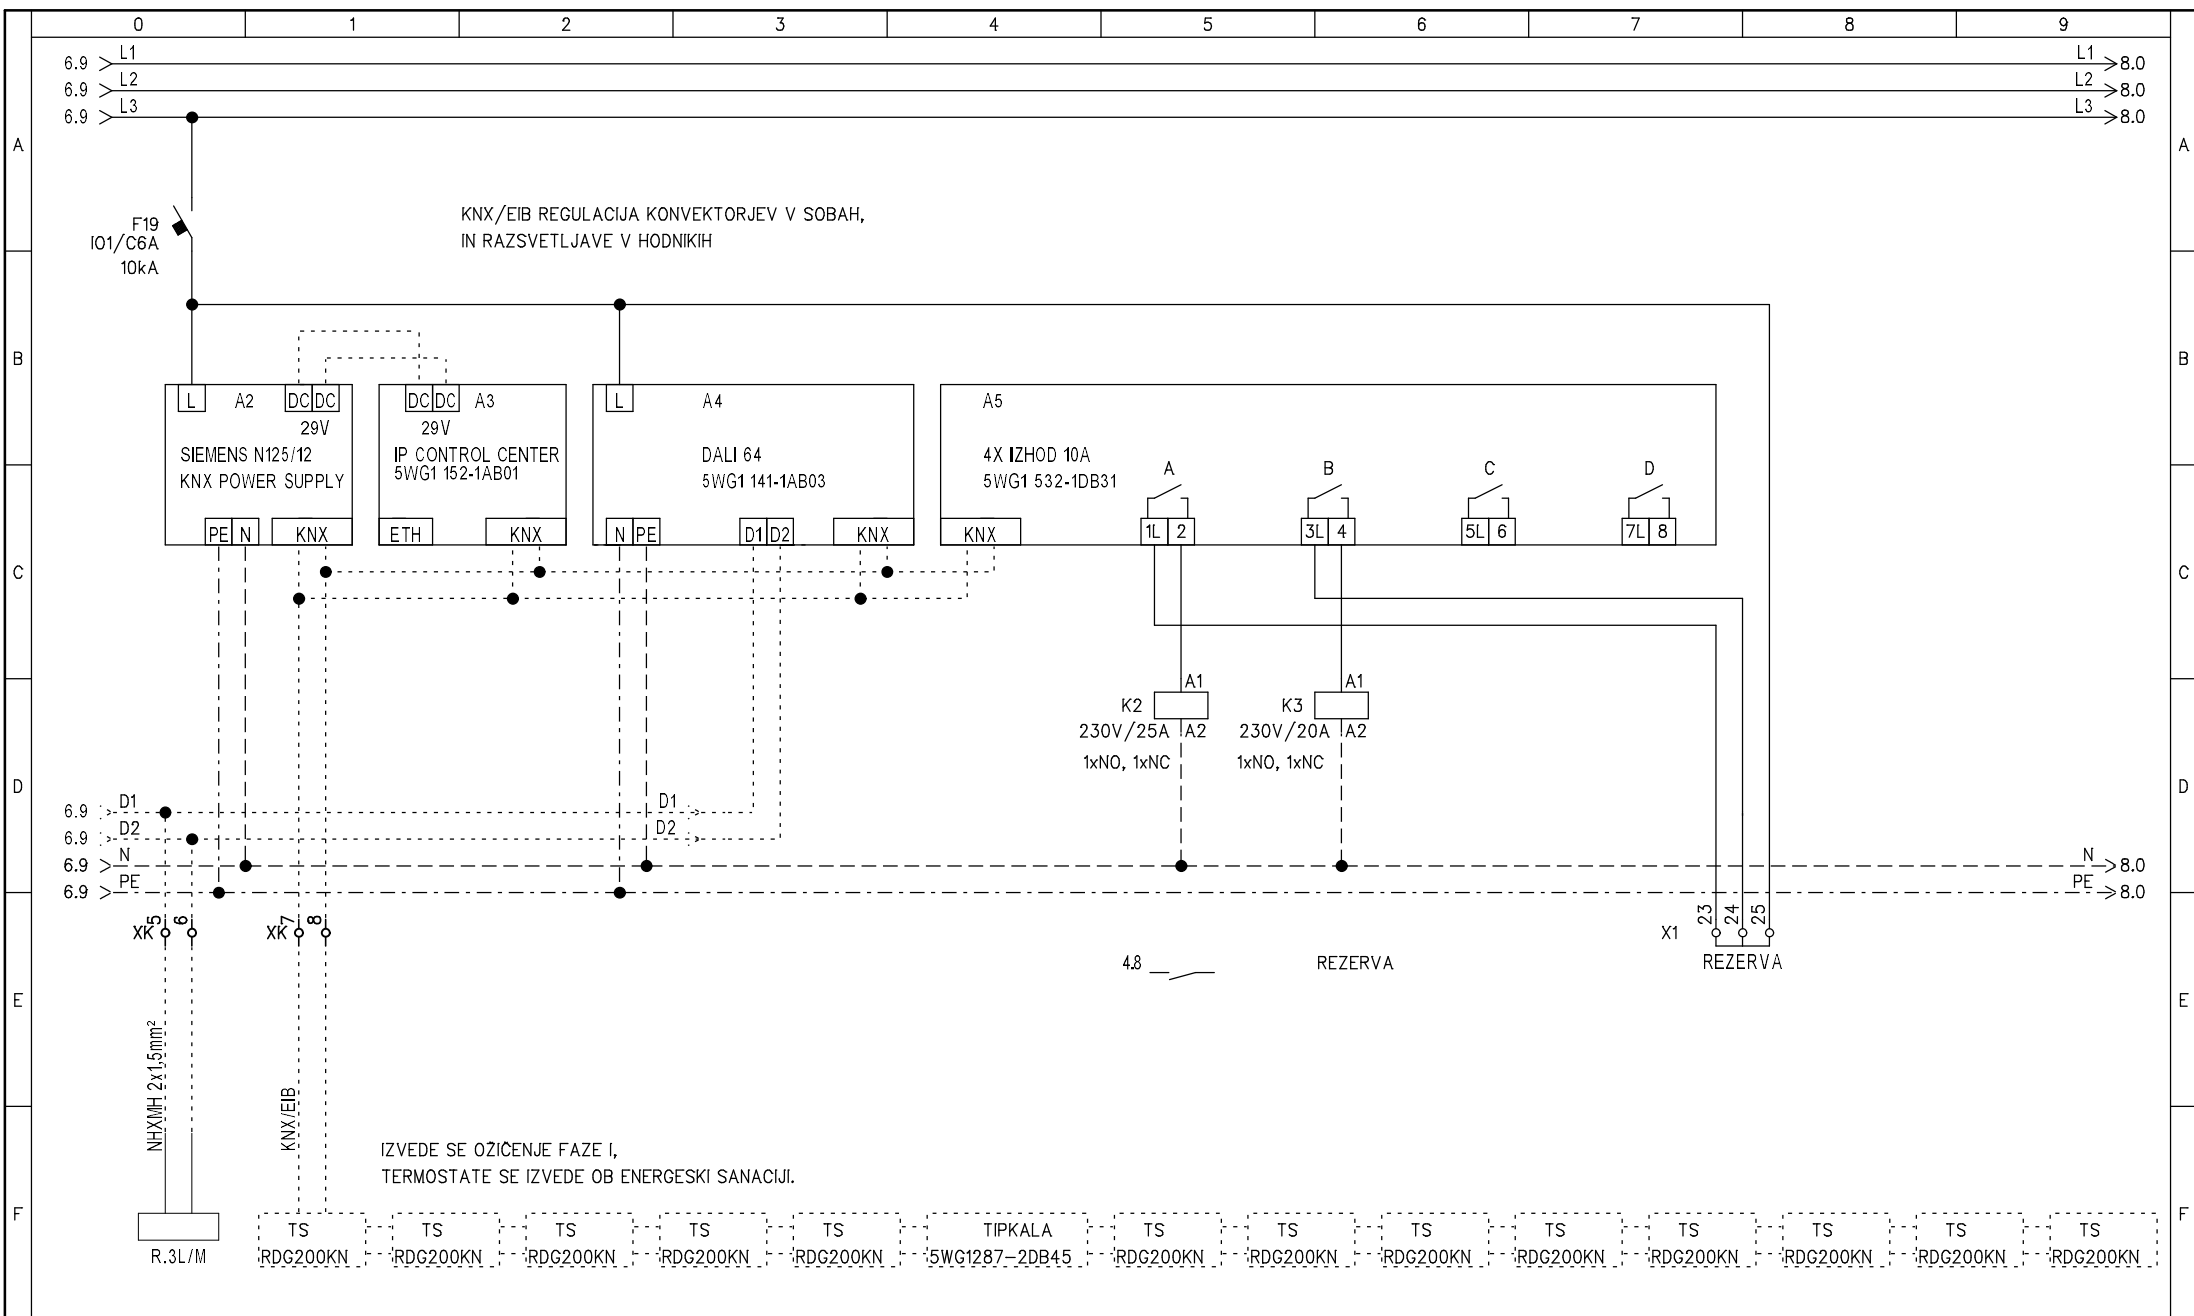 0 1 2 3 4 5 6 7 8 9
6.9 L1 L1 8.0
6.9 L2 L2 8.0
6.9 L3 L3 8.0
A A
F19
IO1/C6A
10kA
KNX/EIB REGULACIJA KONVEKTORJEV V SOBAH,
IN RAZSVETLJAVE V HODNIKIH
B B
L A2 DC DC DC DC A3 L A4 A5
29V 29V
SIEMENS N125/12
KNX POWER SUPPLY
IP CONTROL CENTER
5WG1 152-1AB01
DALI 64
5WG1 141-1AB03
4X IZHOD 10A
5WG1 532-1DB31
A B C D
PE N KNX ETH KNX N PE D1 D2 KNX KNX 1L 2 3L 4 5L 6 7L 8
C C
A1 A1
K2 K3
230V/25A A2 230V/20A A2
1xNO, 1xNC 1xNO, 1xNC
D D
6.9 D1 D1
6.9 D2 D2
6.9 N N 8.0
6.9 PE PE 8.0
XK 5 6 XK 7 8 X1 23 24 25
4.8 REZERVA REZERVA
E E
NHXMH 2x1,5mm²
KNX/EIB
IZVEDE SE OŽIČENJE FAZE I,
TERMOSTATE SE IZVEDE OB ENERGESKI SANACIJI.
F F
TS TS TS TS TS TIPKALA TS TS TS TS TS TS TS TS
R.3L/M RDG200KN RDG200KN RDG200KN RDG200KN RDG200KN 5WG1287-2DB45 RDG200KN RDG200KN RDG200KN RDG200KN RDG200KN RDG200KN RDG200KN RDG200KN